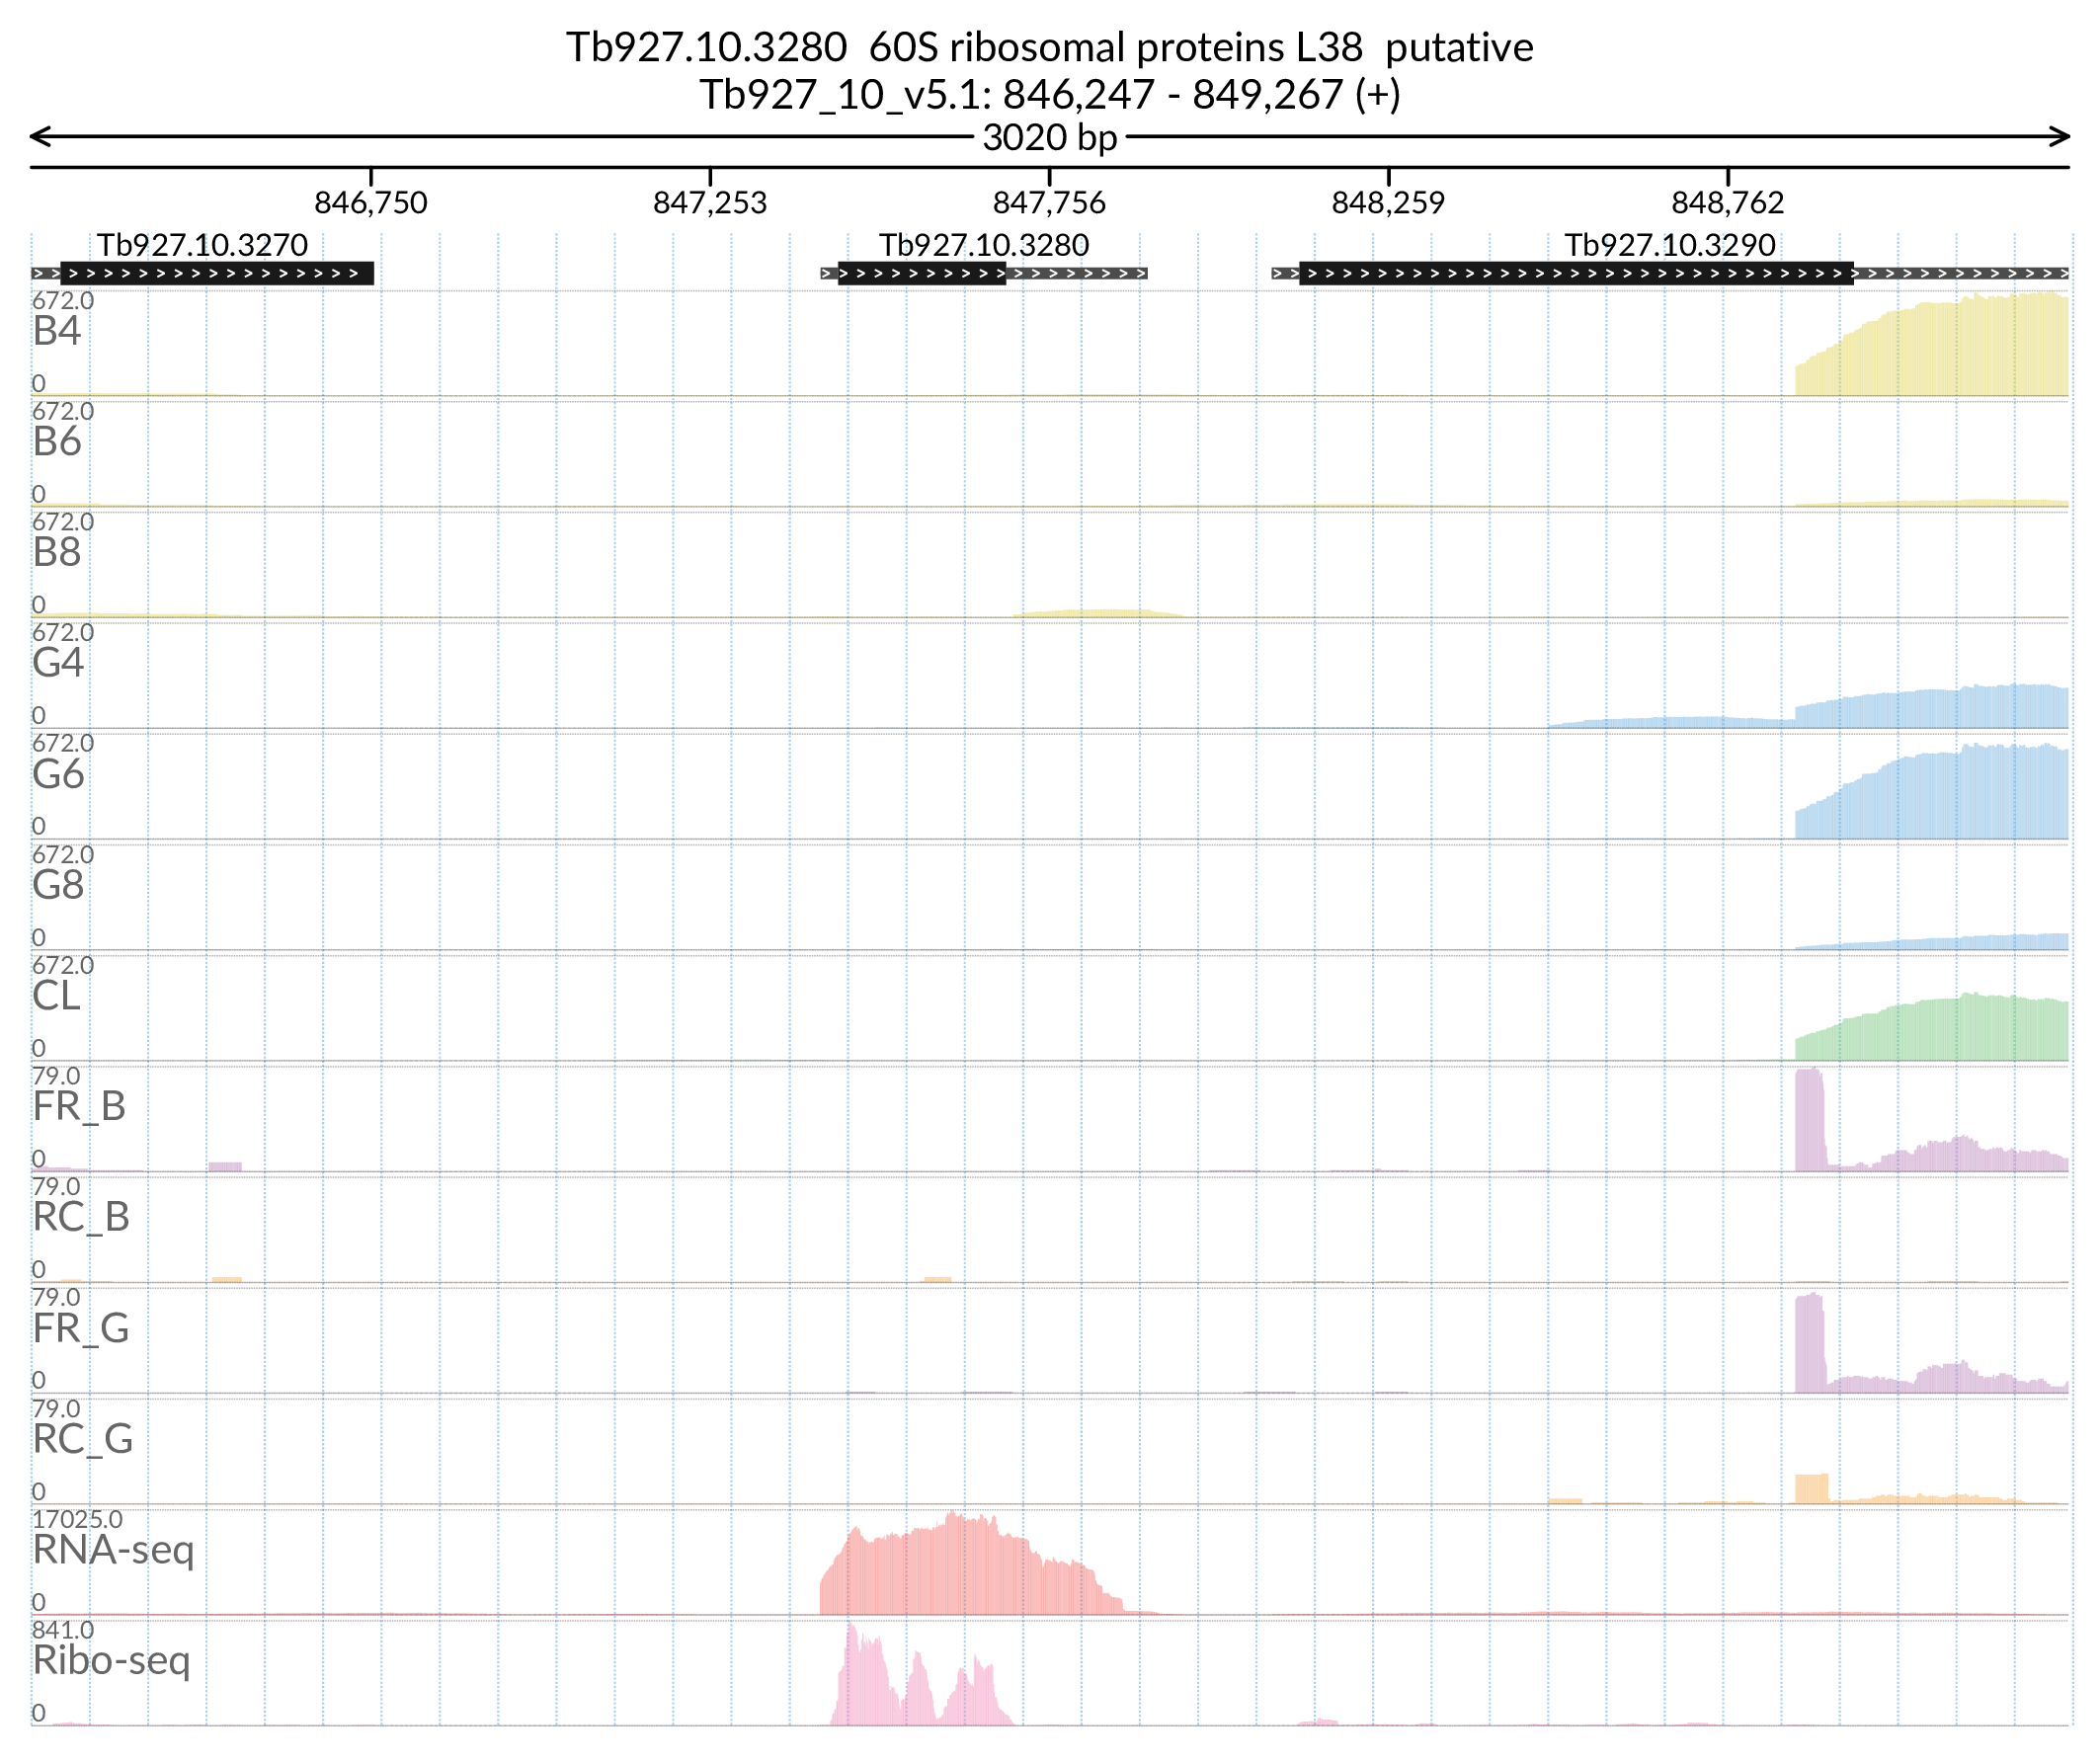 Tb927.10.3280  60S ribosomal proteins L38  putative
Tb927_10_v5.1: 846,247 - 849,267 (+)
3020 bp
846,750 847,253 847,756 848,259 848,762
Tb927.10.3270 Tb927.10.3280 Tb927.10.3290
672.0
B4
0
672.0
B6
0
672.0
B8
0
672.0
G4
0
672.0
G6
0
672.0
G8
0
672.0
CL
0
79.0
FR_B
0
79.0
RC_B
0
79.0
FR_G
0
79.0
RC_G
0
17025.0
RNA-seq
0
841.0
Ribo-seq
0